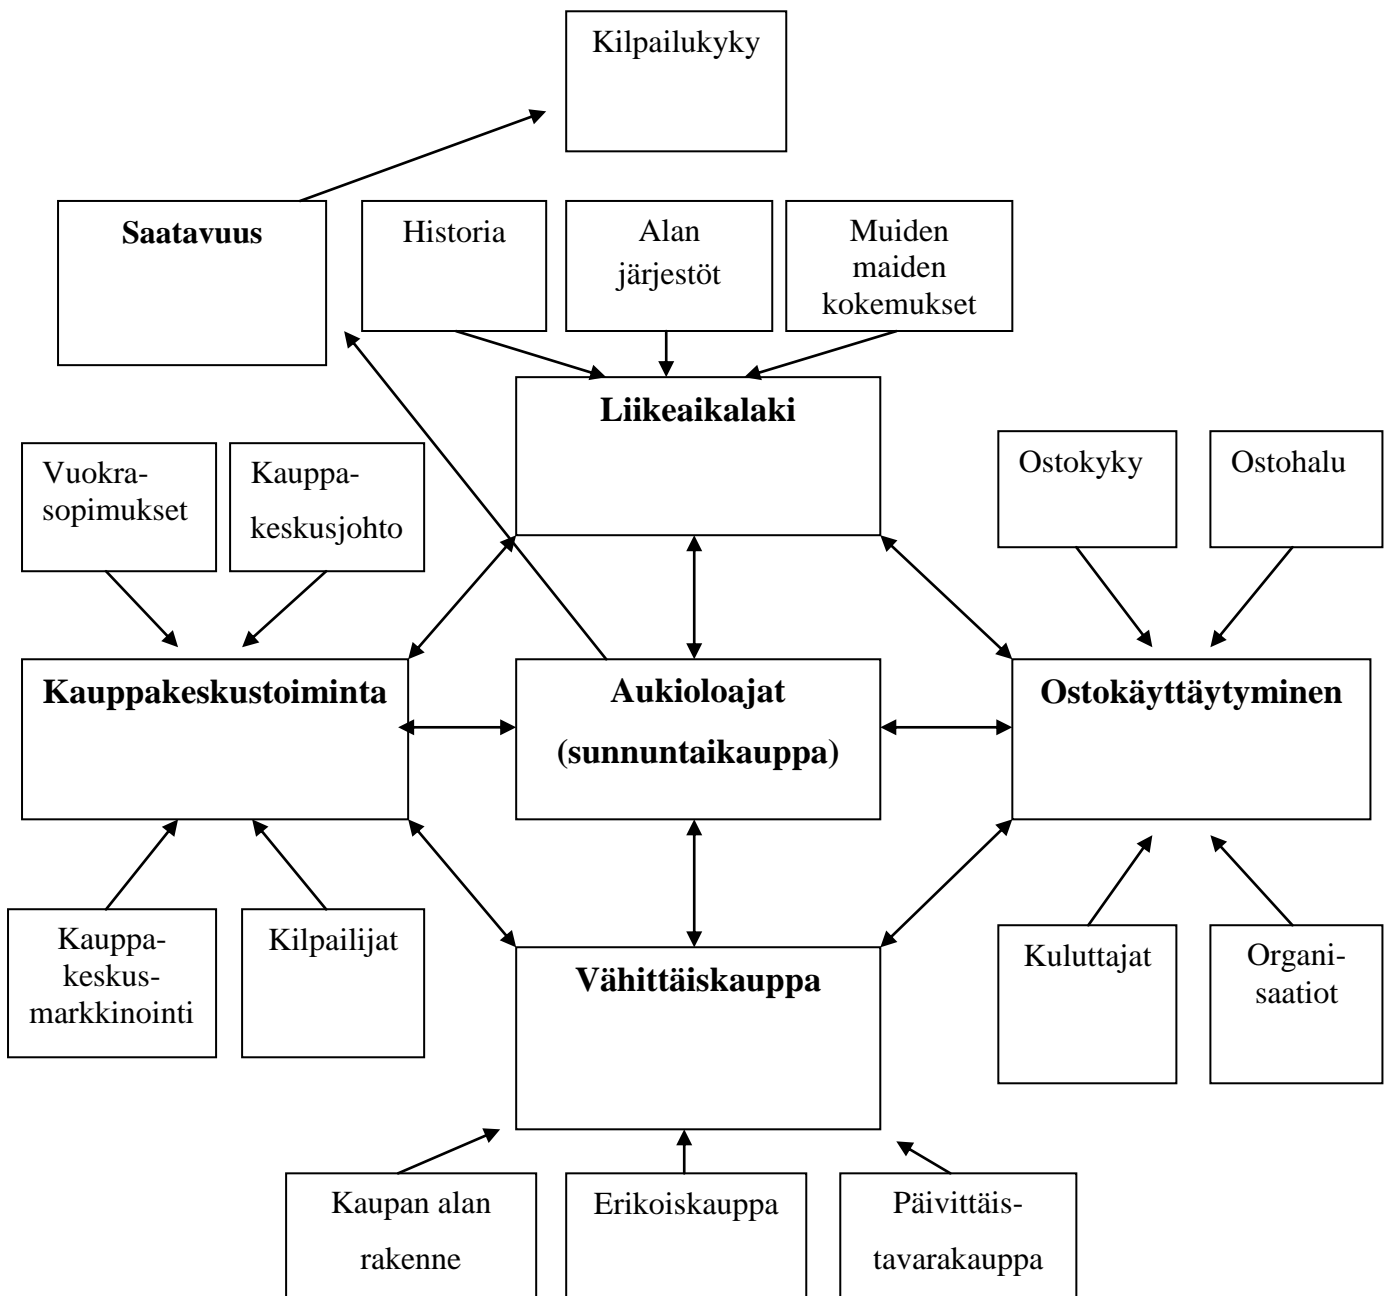 Kilpailukyky
Saatavuus
Historia
Alan
järjestöt
Muiden
maiden
kokemukset
Liikeaikalaki
Vuokra-
sopimukset
Kauppa-
keskusjohto
Ostokyky
Ostohalu
Kauppakeskustoiminta
Aukioloajat
(sunnuntaikauppa)
Ostokäyttäytyminen
Kauppa-
keskus-
markkinointi
Kilpailijat
Vähittäiskauppa
Kuluttajat
Organi-
saatiot
Kaupan alan
rakenne
Erikoiskauppa
Päivittäis-
tavarakauppa